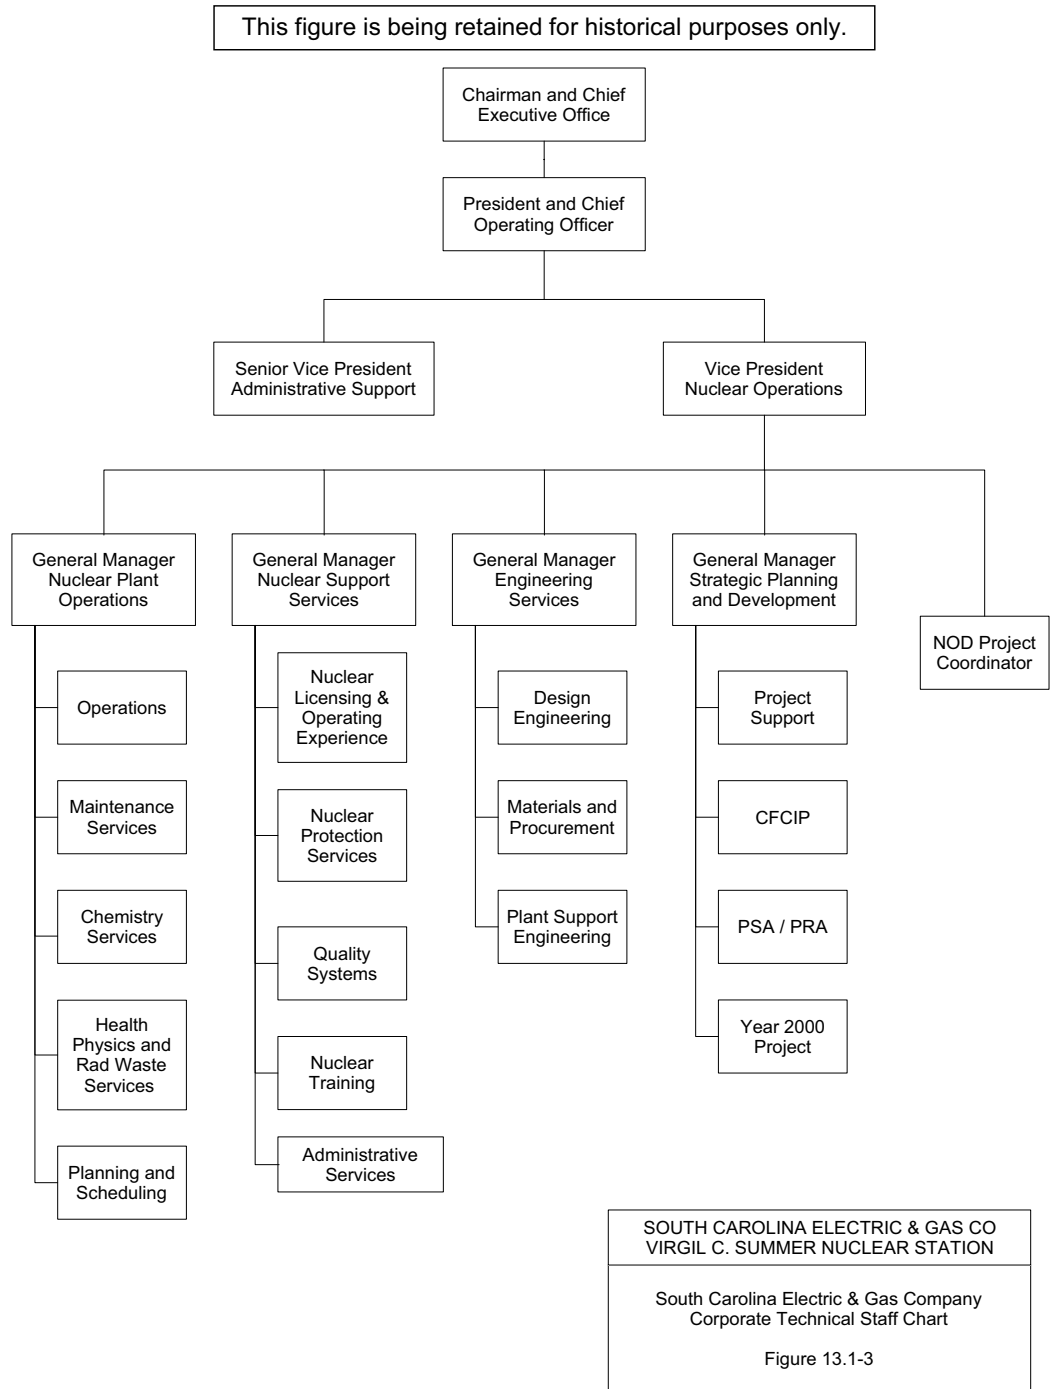 This figure is being retained for historical purposes only.
Chairman and Chief
Executive Office
President and Chief
Operating Officer
Senior Vice President
Administrative Support
Vice President
Nuclear Operations
General Manager
Nuclear Plant
Operations
General Manager
Nuclear Support
Services
General Manager
Engineering
Services
General Manager
Strategic Planning
and Development
NOD Project
Coordinator
Operations
Maintenance
Services
Chemistry
Services
Health
Physics and
Rad Waste
Services
Planning and
Scheduling
Nuclear
Licensing &
Operating
Experience
Nuclear
Protection
Services
Quality
Systems
Nuclear
Training
Administrative
Services
Design
Engineering
Materials and
Procurement
Plant Support
Engineering
Project
Support
CFCIP
PSA / PRA
Year 2000
Project
SOUTH CAROLINA ELECTRIC & GAS CO
VIRGIL C. SUMMER NUCLEAR STATION
South Carolina Electric & Gas Company
Corporate Technical Staff Chart
Figure 13.1-3